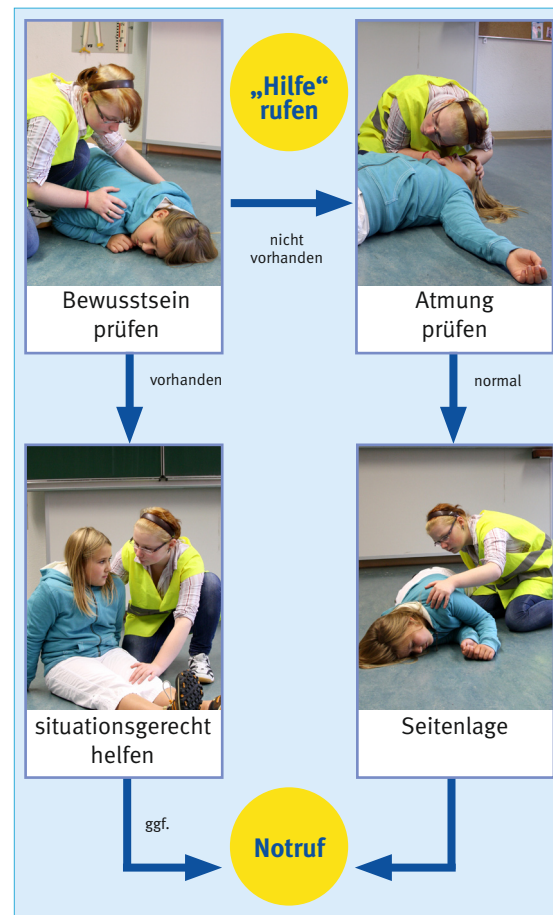 „Hilfe“
rufen
nicht
vorhanden
Bewusstsein
prüfen
Atmung
prüfen
vorhanden
normal
situationsgerecht
helfen
Seitenlage
ggf.
Notruf